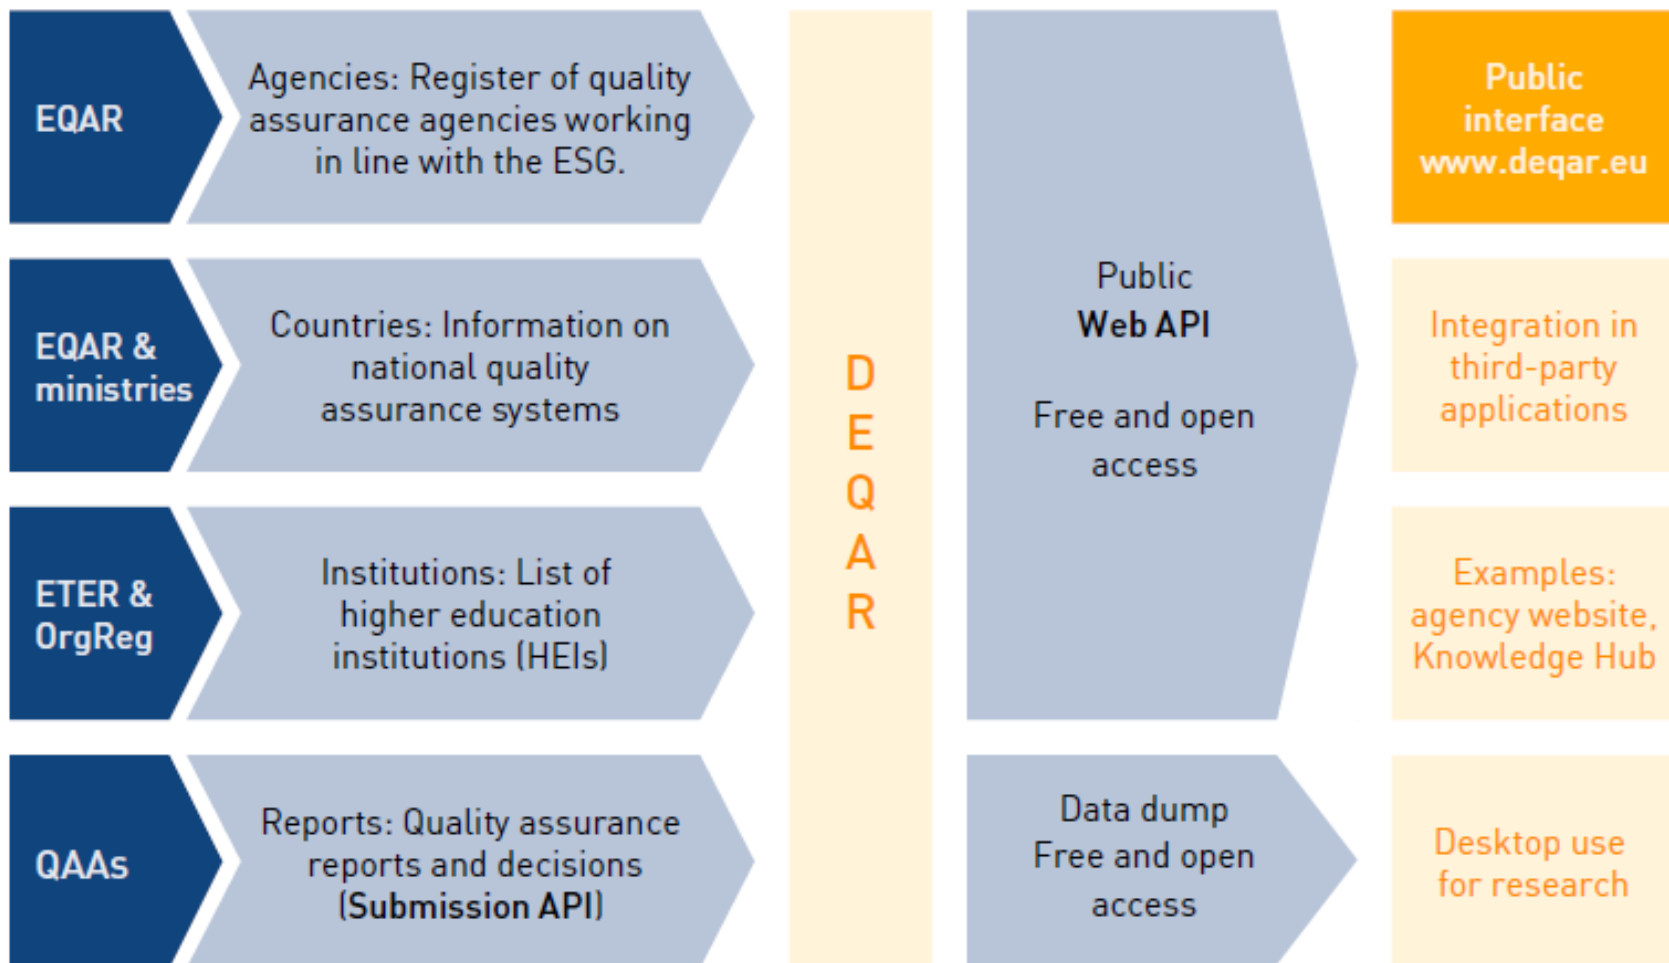 EQAR
Agencies: Register of quality
assurance agencies working
in line with the ESG.
EQAR &
ministries
Countries: Information on
national quality
assurance systems
ETER &
OrgReg
Institutions: List of
higher education
institutions (HEIs)
QAAs
Reports: Quality assurance
reports and decisions
(Submission API)
D
E
Q
A
R
Public
Web API
Free and open
access
Data dump
Free and open
access
Public
interface
www.deqar.eu
Integration in
third-party
applications
Examples:
agency website,
Knowledge Hub
Desktop use
for research